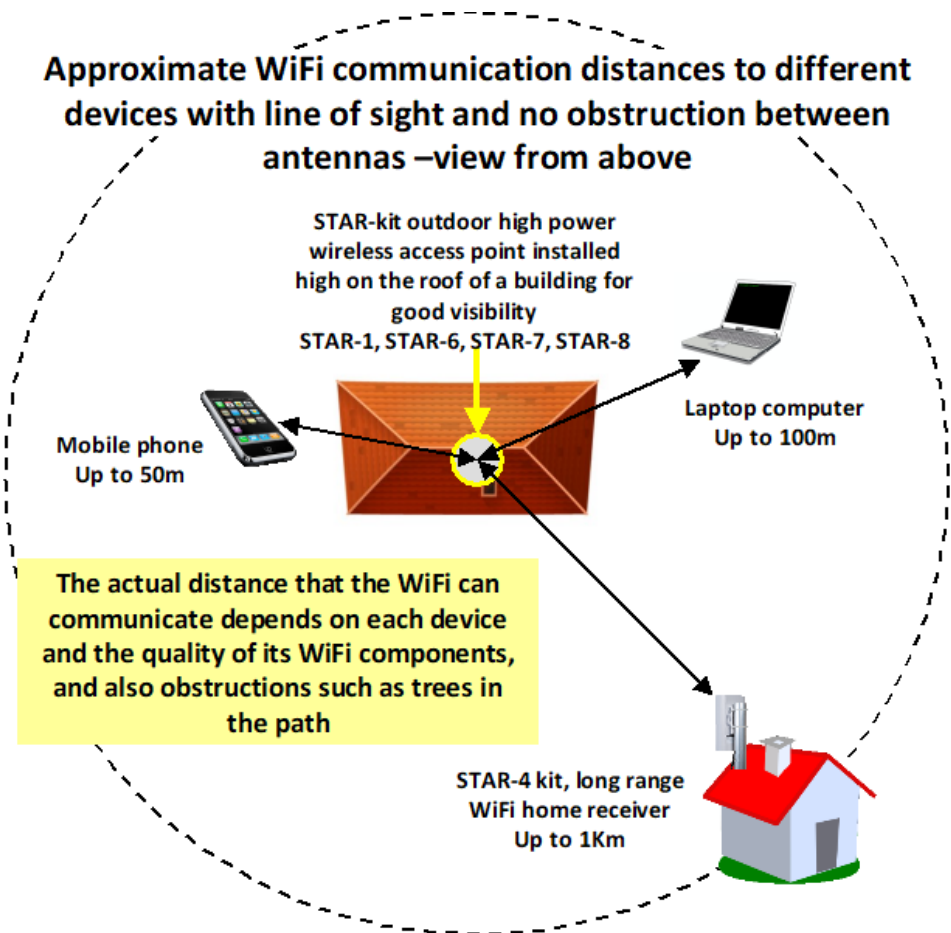 Approximate WiFi communication distances to different
devices with line of sight and no obstruction between
antennas –view from above
STAR-kit outdoor high power
wireless access point installed
high on the roof of a building for
good visibility
STAR-1, STAR-6, STAR-7, STAR-8
Laptop computer
Up to 100m
Mobile phone
Up to 50m
The actual distance that the WiFi can
communicate depends on each device
and the quality of its WiFi components,
and also obstructions such as trees in
the path
STAR-4 kit, long range
WiFi home receiver
Up to 1Km